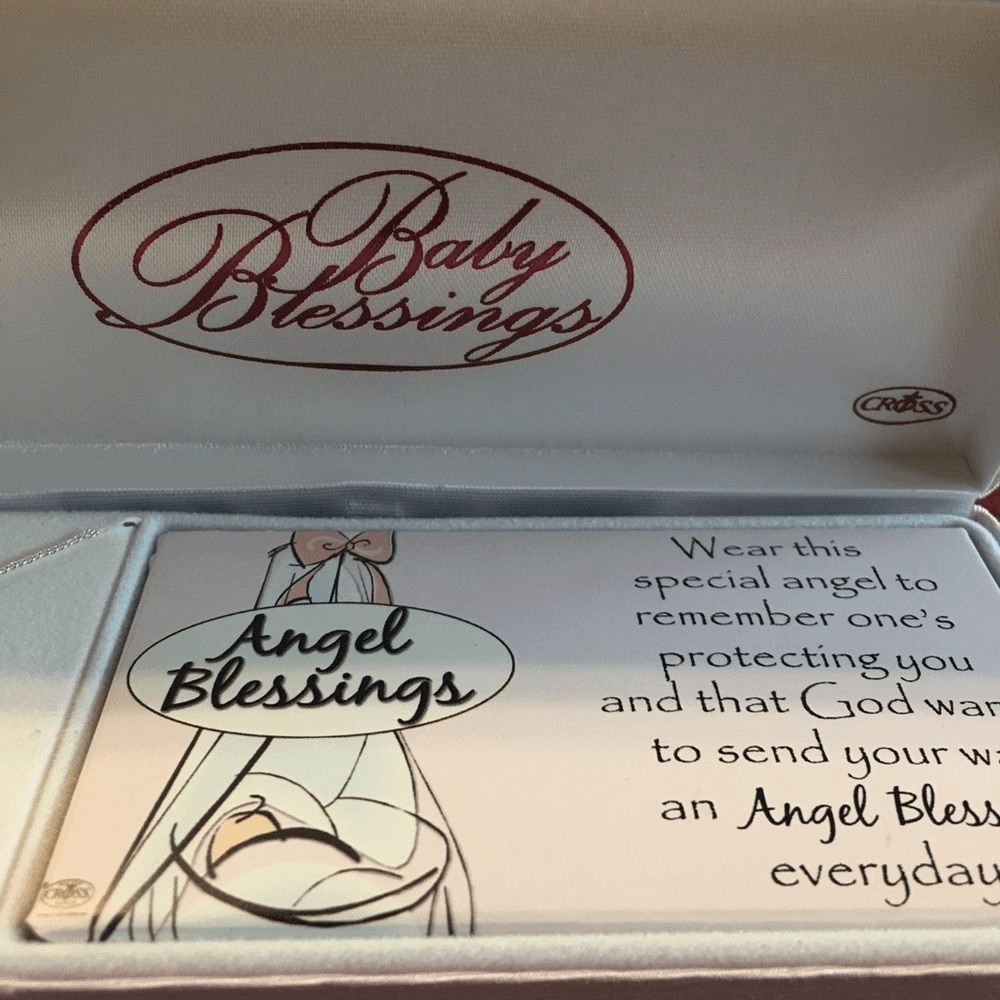 Baby
Blessings
CROSS
Angel
Blessings
Wear this
special angel to
remember one's
protecting you
and that God
to send your
an Angel
everyday
CROSS